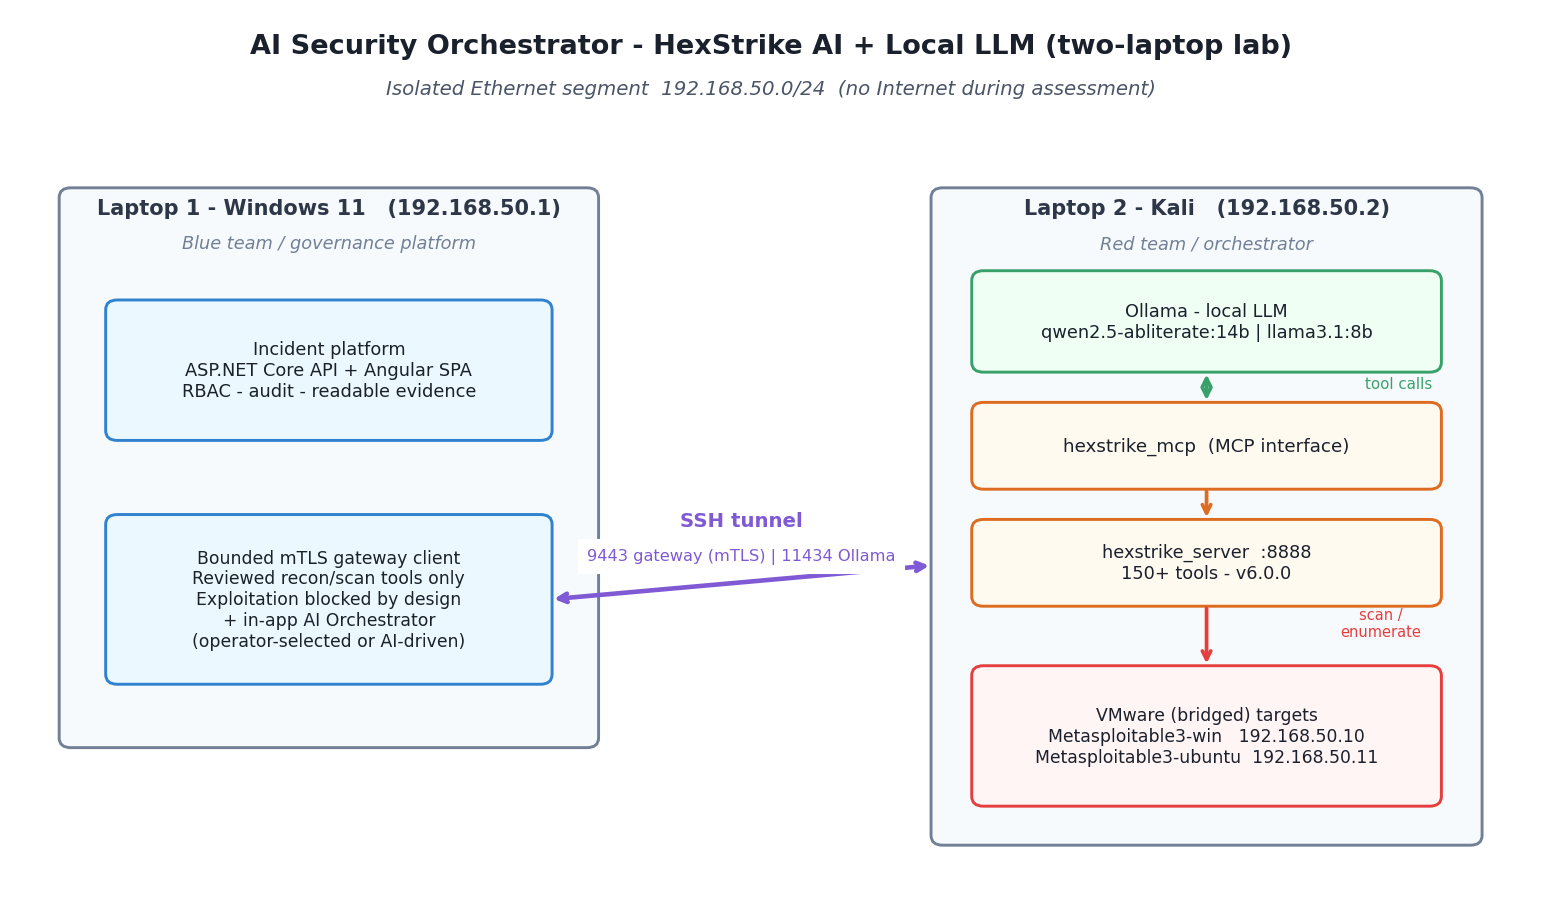 AI Security Orchestrator - HexStrike AI + Local LLM (two-laptop lab)
Isolated Ethernet segment  192.168.50.0/24  (no Internet during assessment)
Laptop 1 - Windows 11   (192.168.50.1)
Blue team / governance platform
Incident platform
ASP.NET Core API + Angular SPA
RBAC - audit - readable evidence
Bounded mTLS gateway client
Reviewed recon/scan tools only
Exploitation blocked by design
+ in-app AI Orchestrator
(operator-selected or AI-driven)
SSH tunnel
9443 gateway (mTLS) | 11434 Ollama
Laptop 2 - Kali   (192.168.50.2)
Red team / orchestrator
Ollama - local LLM
qwen2.5-abliterate:14b | llama3.1:8b
tool calls
hexstrike_mcp  (MCP interface)
hexstrike_server  :8888
150+ tools - v6.0.0
scan /
enumerate
VMware (bridged) targets
Metasploitable3-win   192.168.50.10
Metasploitable3-ubuntu  192.168.50.11